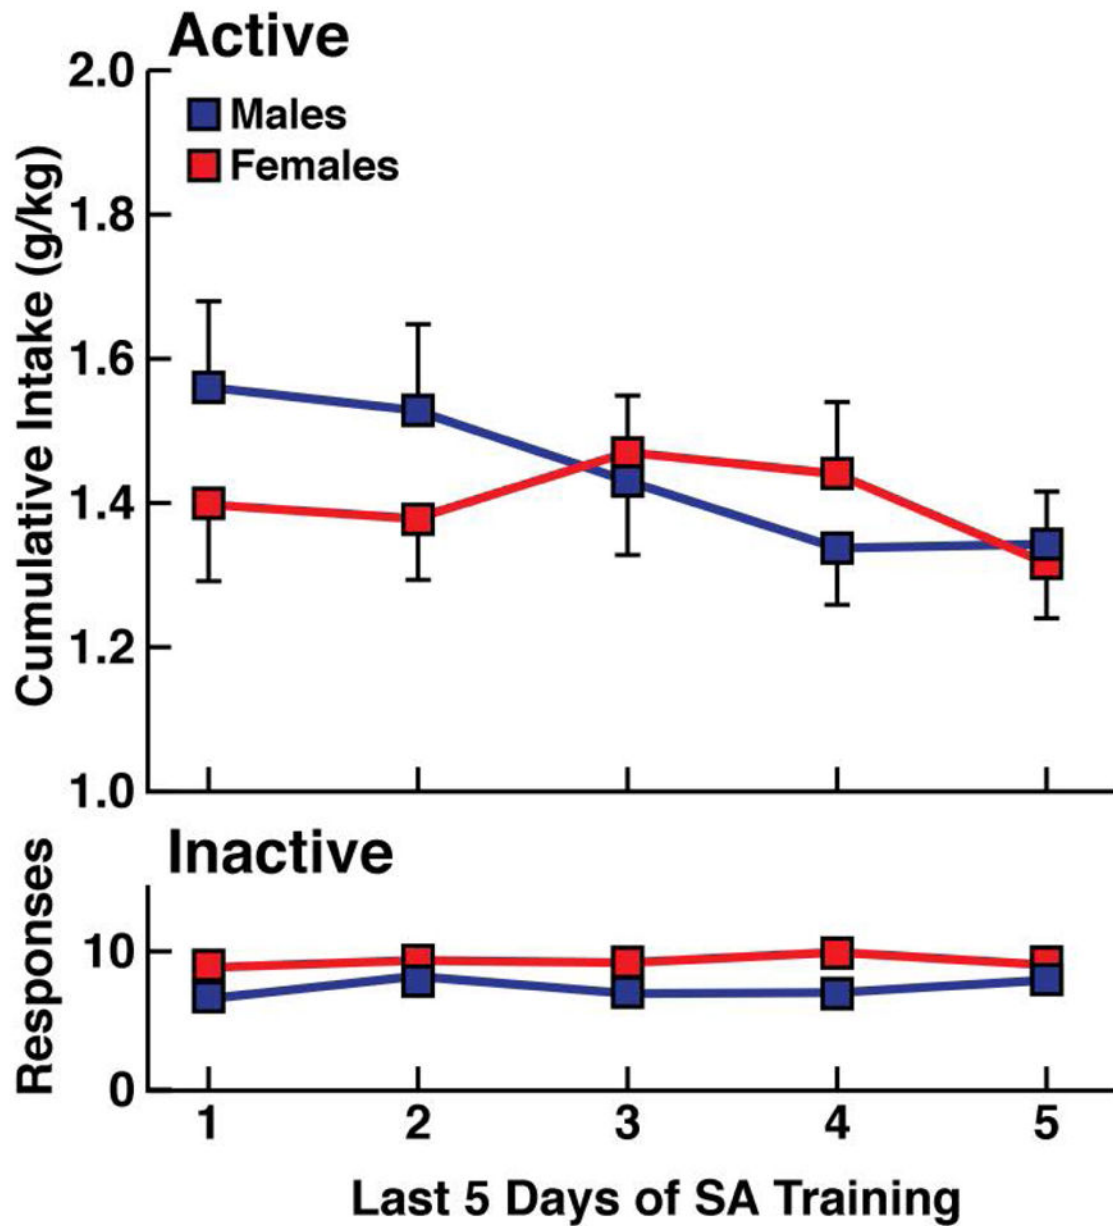 Active
2.0
Males
Females
1.8
1.6
1.4
1.2
1.0
Cumulative Intake (g/kg)
Inactive
Responses
10
0
1 2 3 4 5
Last 5 Days of SA Training